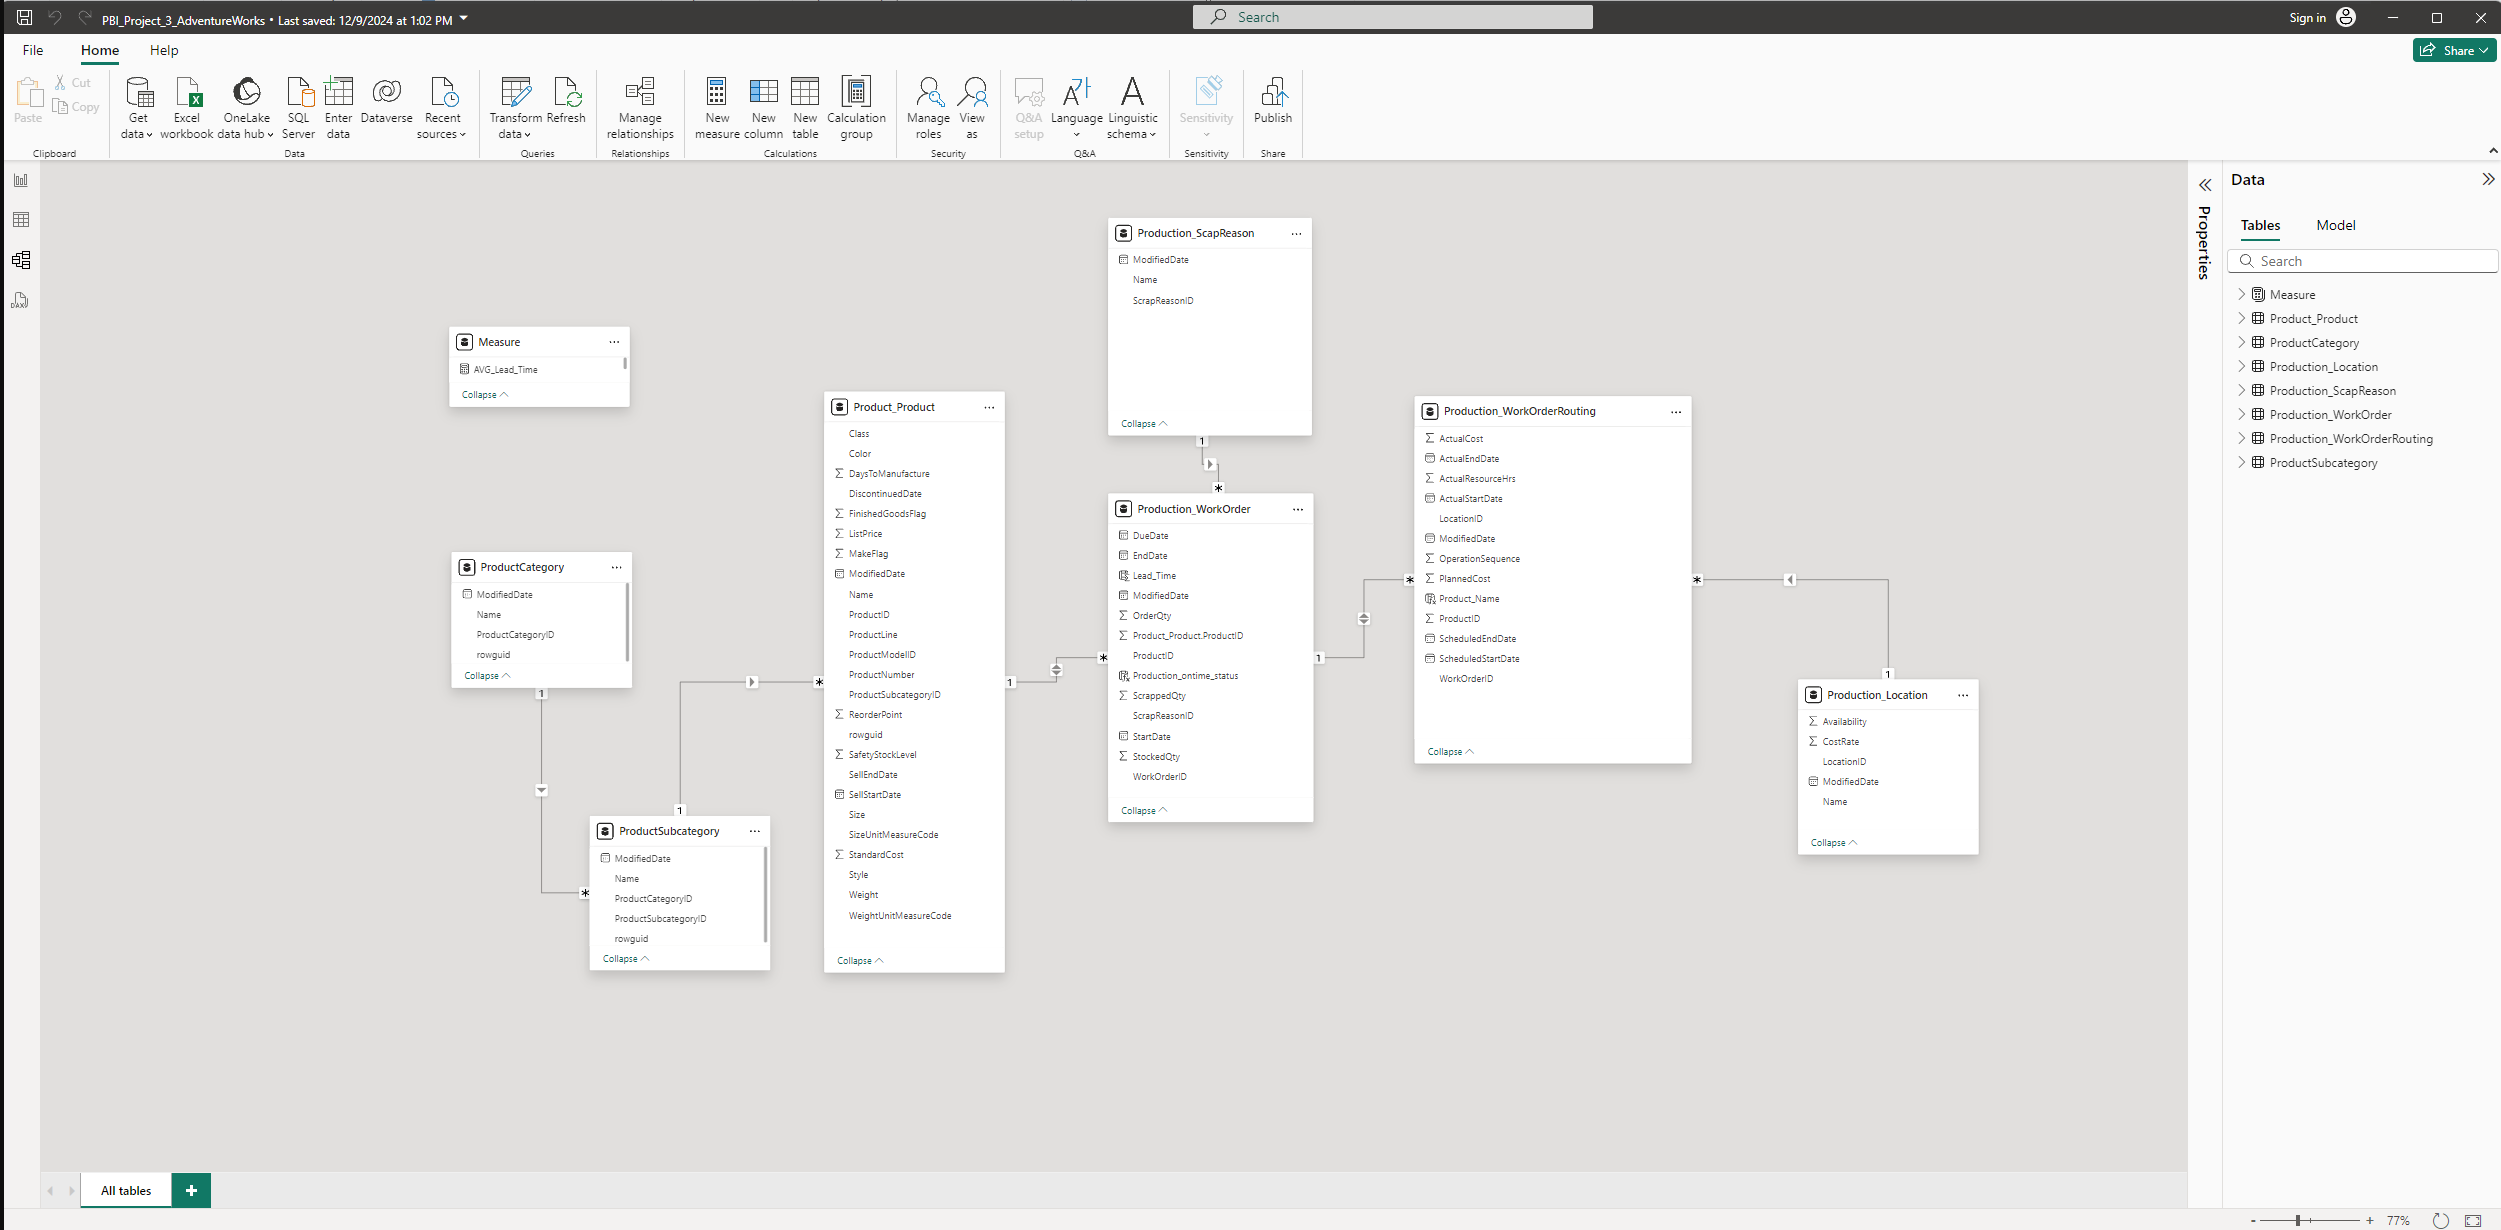 PBI_Project_3_AdventureWorks • Last saved: 12/9/2024 at 1:02 PM
Search
Sign in
File
Home
Help
Share
Paste
Cut
Copy
Get data
Excel workbook
OneLake data hub
SQL Server
Enter data
Dataverse
Recent sources
Transform data
Refresh
Manage relationships
New measure
New column
New table
Calculation group
Manage roles
View as
Q&A setup
Language
Linguistic schema
Sensitivity
Publish
Clipboard
Data
Queries
Relationships
Calculations
Security
Q&A
Sensitivity
Share
DAX
Measure
AVG_Lead_Time
Collapse
ProductCategory
ModifiedDate
Name
ProductCategoryID
rowguid
Collapse
1
*
ProductSubcategory
ModifiedDate
Name
ProductCategoryID
ProductSubcategoryID
rowguid
Collapse
1
*
Product_Product
Class
Color
DaysToManufacture
DiscontinuedDate
FinishedGoodsFlag
ListPrice
MakeFlag
ModifiedDate
Name
ProductID
ProductLine
ProductModelID
ProductNumber
ProductSubcategoryID
ReorderPoint
rowguid
SafetyStockLevel
SellEndDate
SellStartDate
Size
SizeUnitMeasureCode
StandardCost
Style
Weight
WeightUnitMeasureCode
Collapse
1
*
Production_ScapReason
ModifiedDate
Name
ScrapReasonID
Collapse
1
*
Production_WorkOrder
DueDate
EndDate
Lead_Time
ModifiedDate
OrderQty
Product_Product.ProductID
ProductID
Production_ontime_status
ScrappedQty
ScrapReasonID
StartDate
StockedQty
WorkOrderID
Collapse
1
*
Production_WorkOrderRouting
ActualCost
ActualEndDate
ActualResourceHrs
ActualStartDate
LocationID
ModifiedDate
OperationSequence
PlannedCost
Product_Name
ProductID
ScheduledEndDate
ScheduledStartDate
WorkOrderID
Collapse
*
1
Production_Location
Availability
CostRate
LocationID
ModifiedDate
Name
Collapse
Properties
Data
Tables
Model
Search
Measure
Product_Product
ProductCategory
Production_Location
Production_ScapReason
Production_WorkOrder
Production_WorkOrderRouting
ProductSubcategory
All tables
+
- + 77%